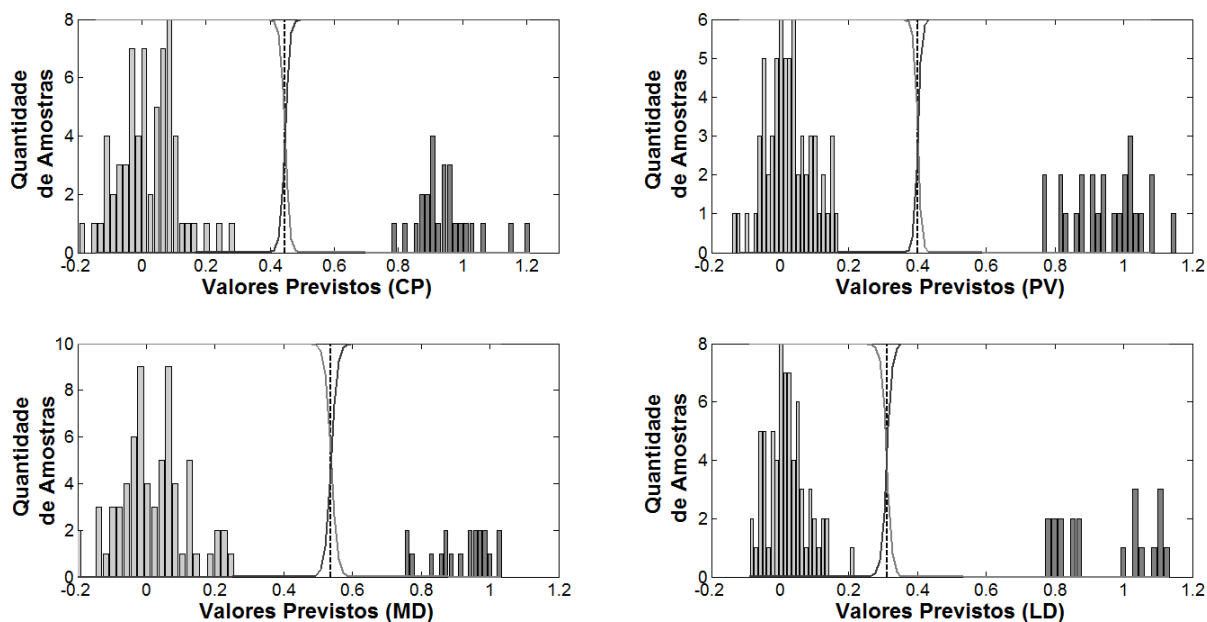 8
6
4
2
0
Quantidade
de Amostras
-0.2 0 0.2 0.4 0.6 0.8 1
Valores Previstos (CP)
6
5
4
3
2
1
0
Quantidade
de Amostras
-0.2 0 0.2 0.4 0.6 0.8 1 1.2
Valores Previstos (PV)
10
8
6
4
2
0
Quantidade
de Amostras
-0.2 0 0.2 0.4 0.6 0.8 1 1.2
Valores Previstos (MD)
8
6
4
2
0
Quantidade
de Amostras
-0.2 0 0.2 0.4 0.6 0.8 1 1.2
Valores Previstos (LD)